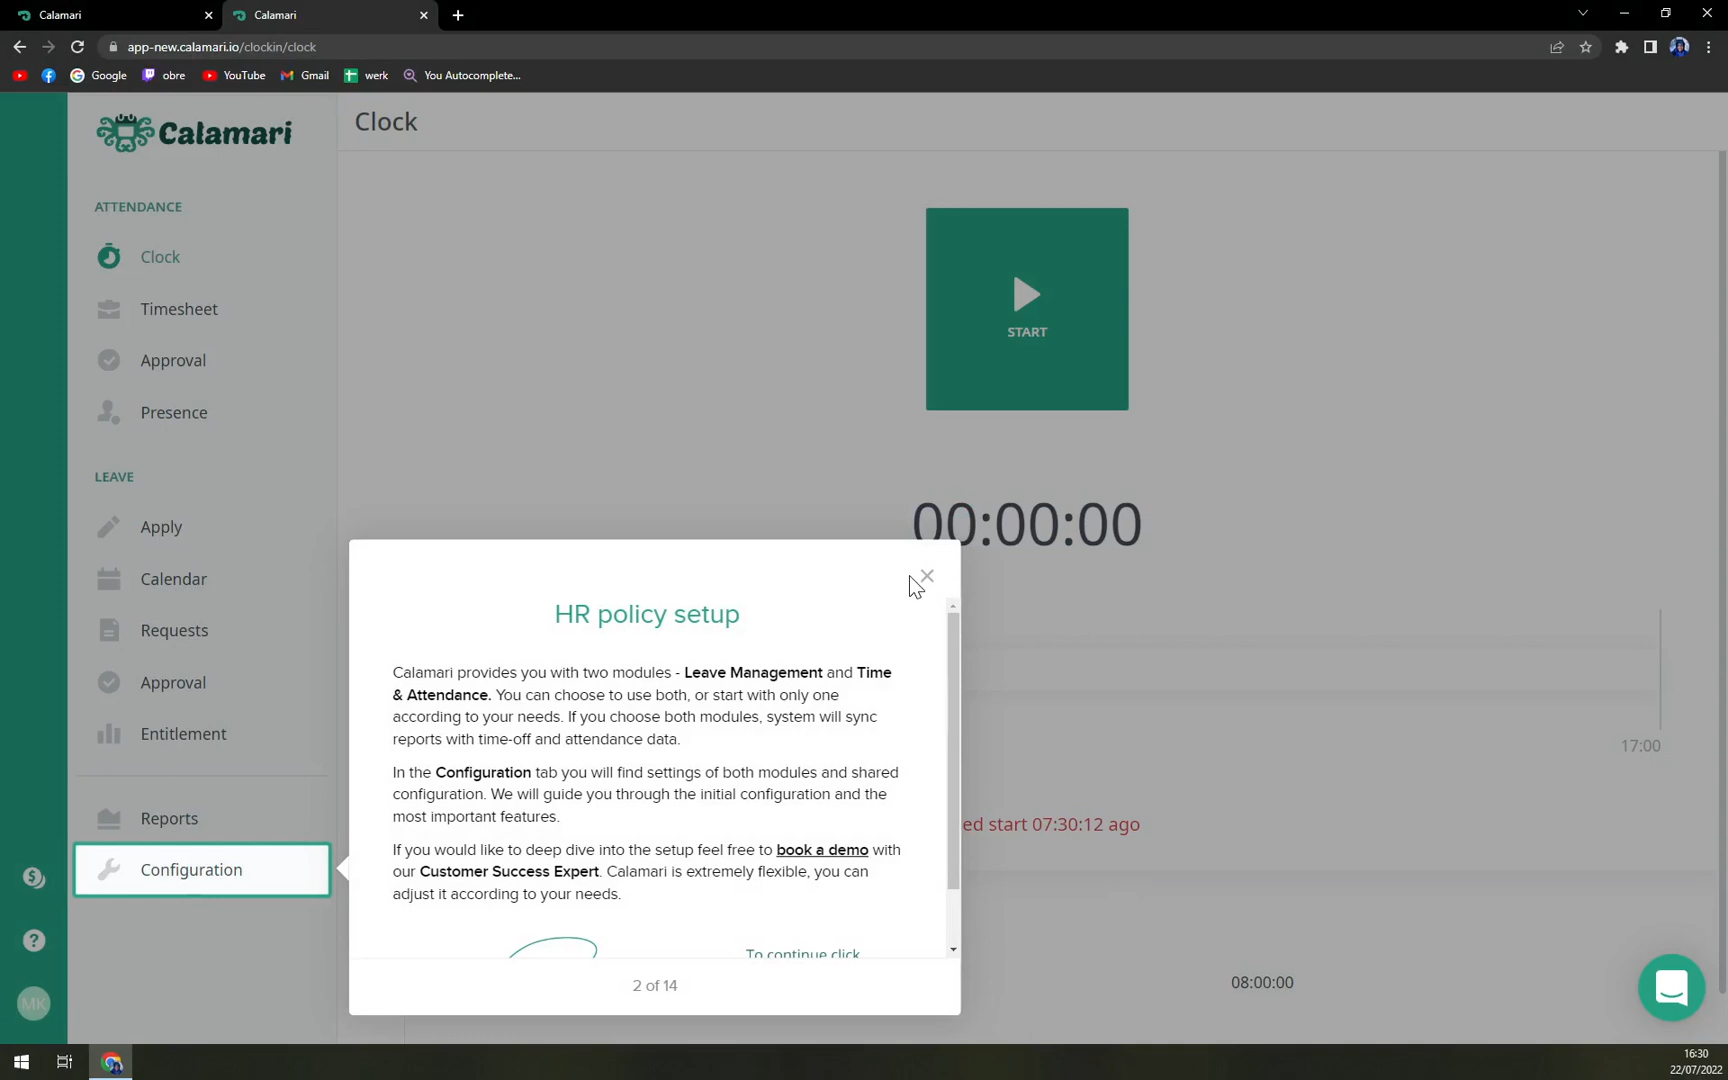 Calamari
Calamari
app-new.calamari.io/clockin/clock
Google
obre
YouTube
Gmail
werk
You Autocomplete...
Calamari
Clock
ATTENDANCE
Clock
Timesheet
Approval
Presence
START
LEAVE
Apply
00:00:00
Calendar
Requests
Approval
Entitlement
HR policy setup
Calamari provides you with two modules - Leave Management and Time
& Attendance. You can choose to use both, or start with only one
according to your needs. If you choose both modules, system will sync
reports with time-off and attendance data.
17:00
In the Configuration tab you will find settings of both modules and shared
configuration. We will guide you through the initial configuration and the
most important features.
Reports
ed start 07:30:12 ago
If you would like to deep dive into the setup feel free to book a demo with
our Customer Success Expert. Calamari is extremely flexible, you can
adjust it according to your needs.
Configuration
To continue click
2 of 14
08:00:00
MK
16:30
22/07/2022